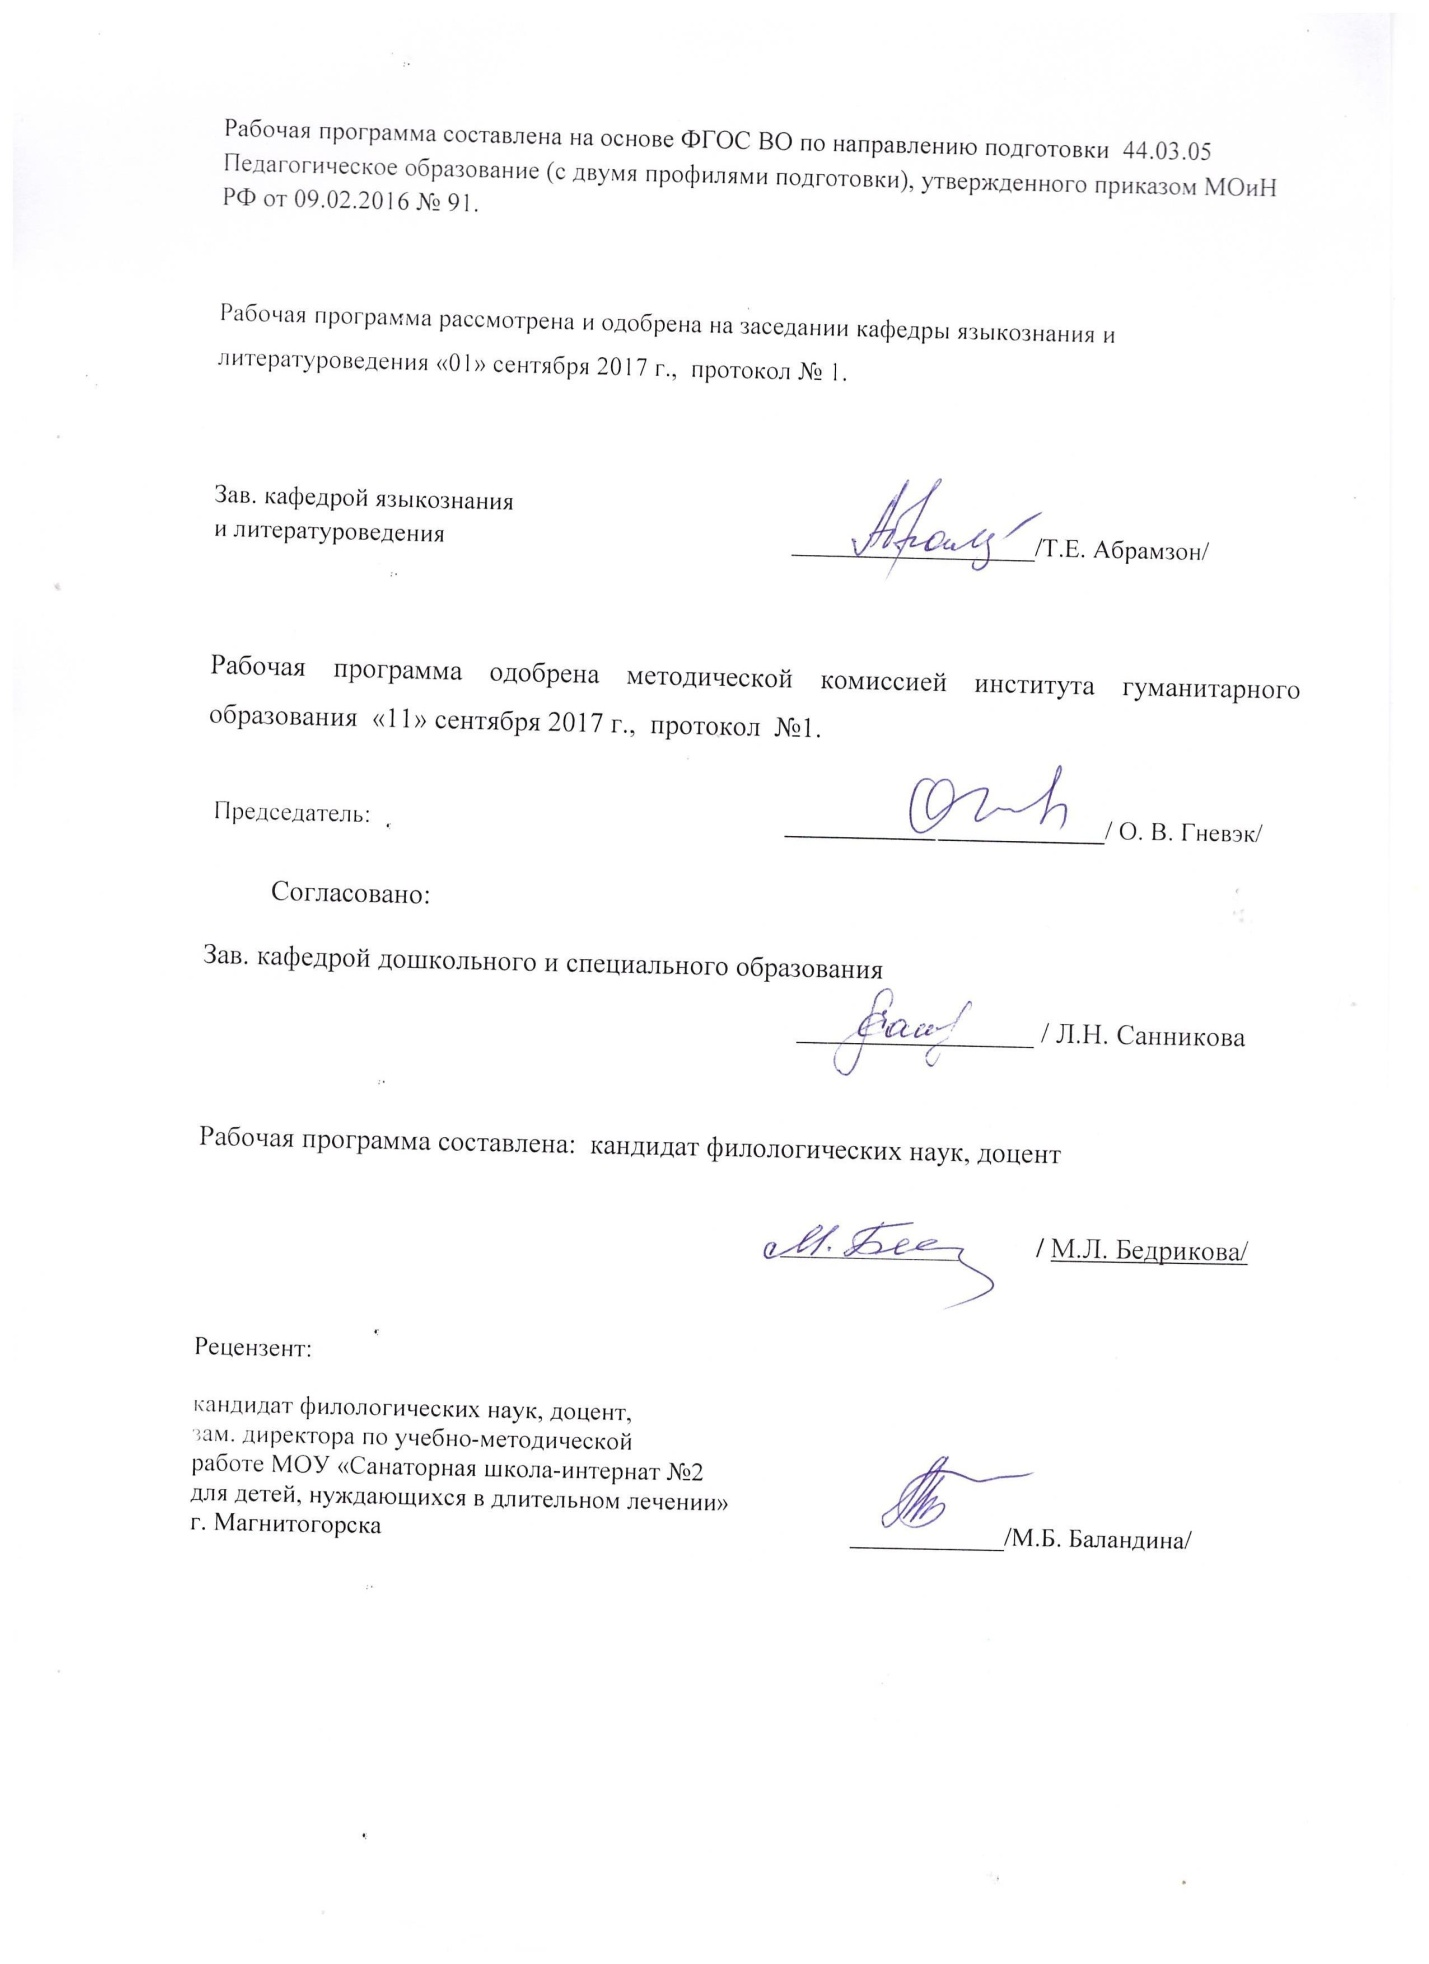 Рабочая программа составлена на основе ФГОС ВО по направлению подготовки 44.03.05
Педагогическое образование (с двумя профилями подготовки), утвержденного приказом МОиН
РФ от 09.02.2016 № 91.
Рабочая программа рассмотрена и одобрена на заседании кафедры языкознания и
литературоведения «01» сентября 2017 г., протокол № 1.
Зав. кафедрой языкознания
и литературоведения
/Т.Е. Абрамзон/
Рабочая программа одобрена методической комиссией института гуманитарного
образования «11» сентября 2017 г., протокол №1.
Председатель:
/ О. В. Гневэк/
Согласовано:
Зав. кафедрой дошкольного и специального образования
/ Л.Н. Санникова
Рабочая программа составлена: кандидат филологических наук, доцент
/ М.Л. Бедрикова/
Рецензент:
кандидат филологических наук, доцент,
зам. директора по учебно-методической
работе МОУ «Санаторная школа-интернат №2
для детей, нуждающихся в длительном лечении»
г. Магнитогорска
/М.Б. Баландина/